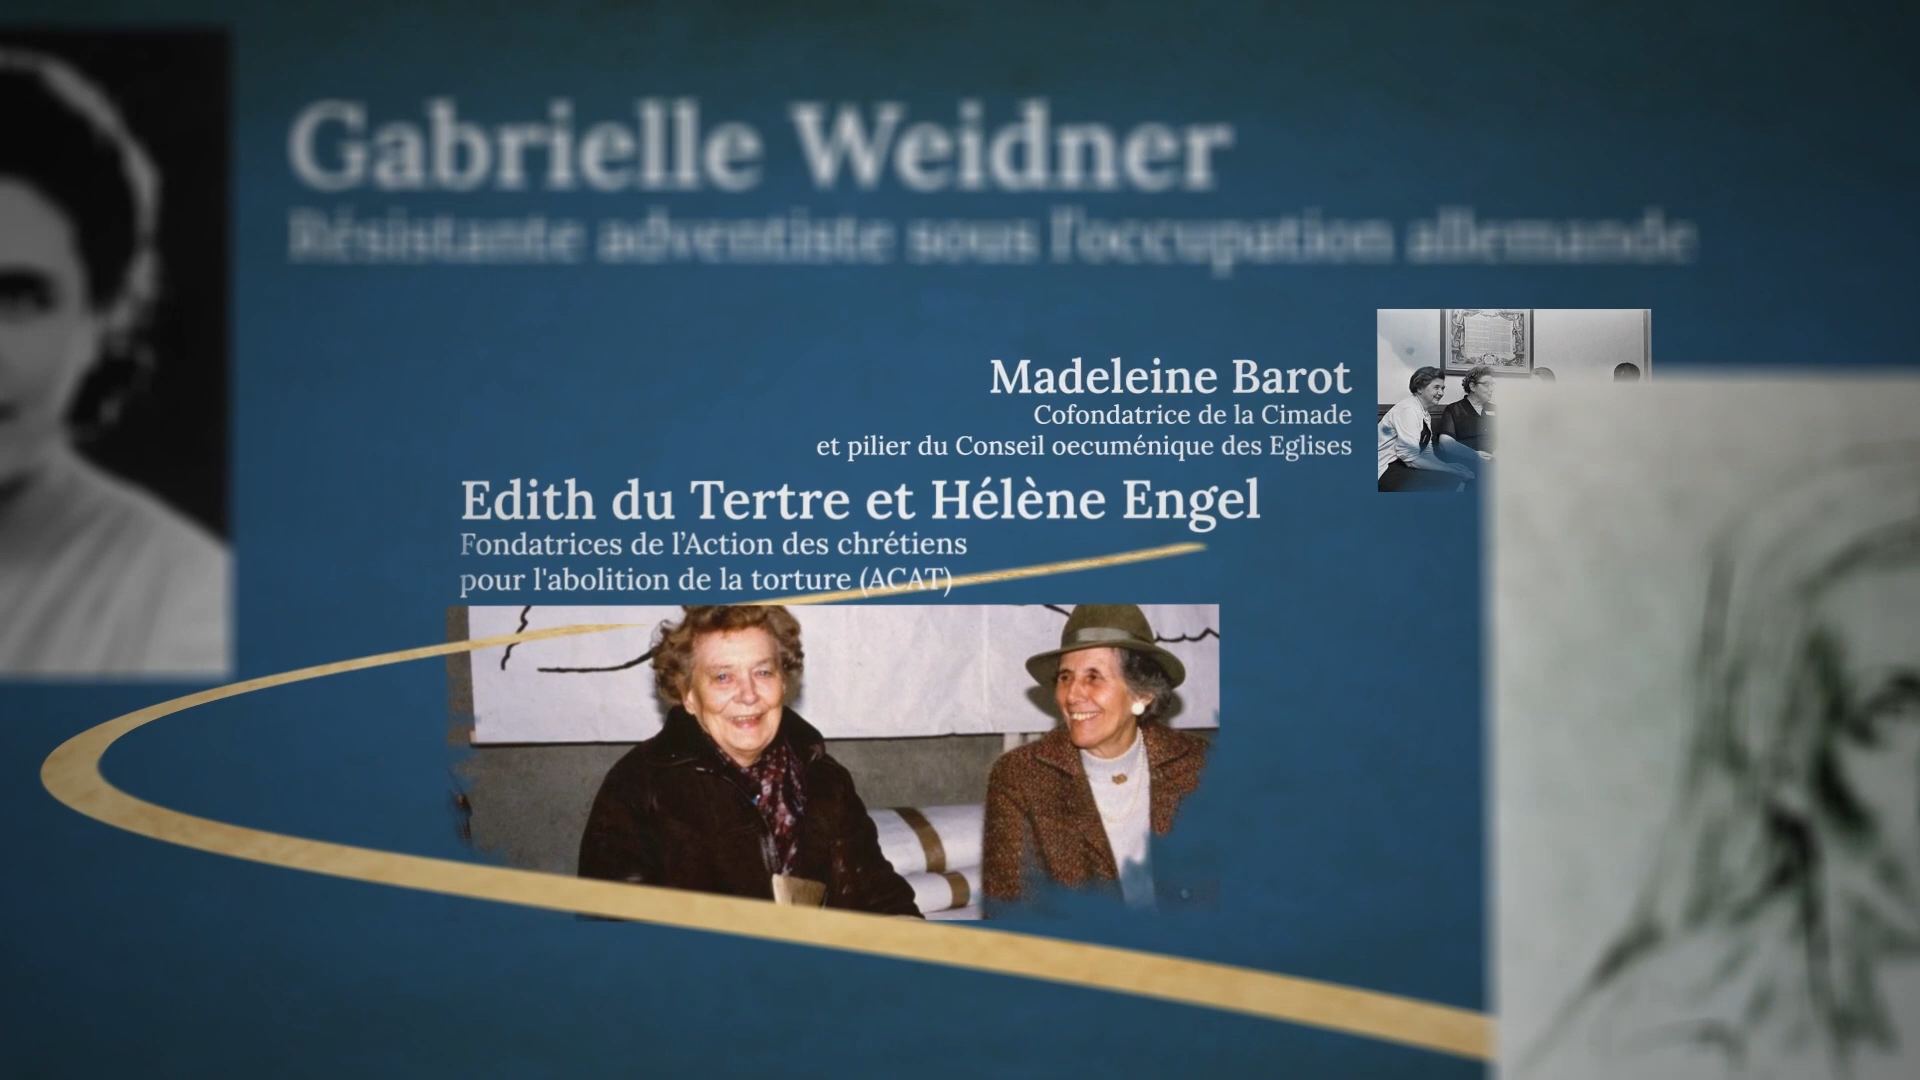 Gabrielle Weidner
Résistante adventiste sous l'occupation allemande
Madeleine Barot
Cofondatrice de la Cimade
et pilier du Conseil oecuménique des Eglises
Edith du Tertre et Hélène Engel
Fondatrices de l’Action des chrétiens
pour l'abolition de la torture (ACAT)